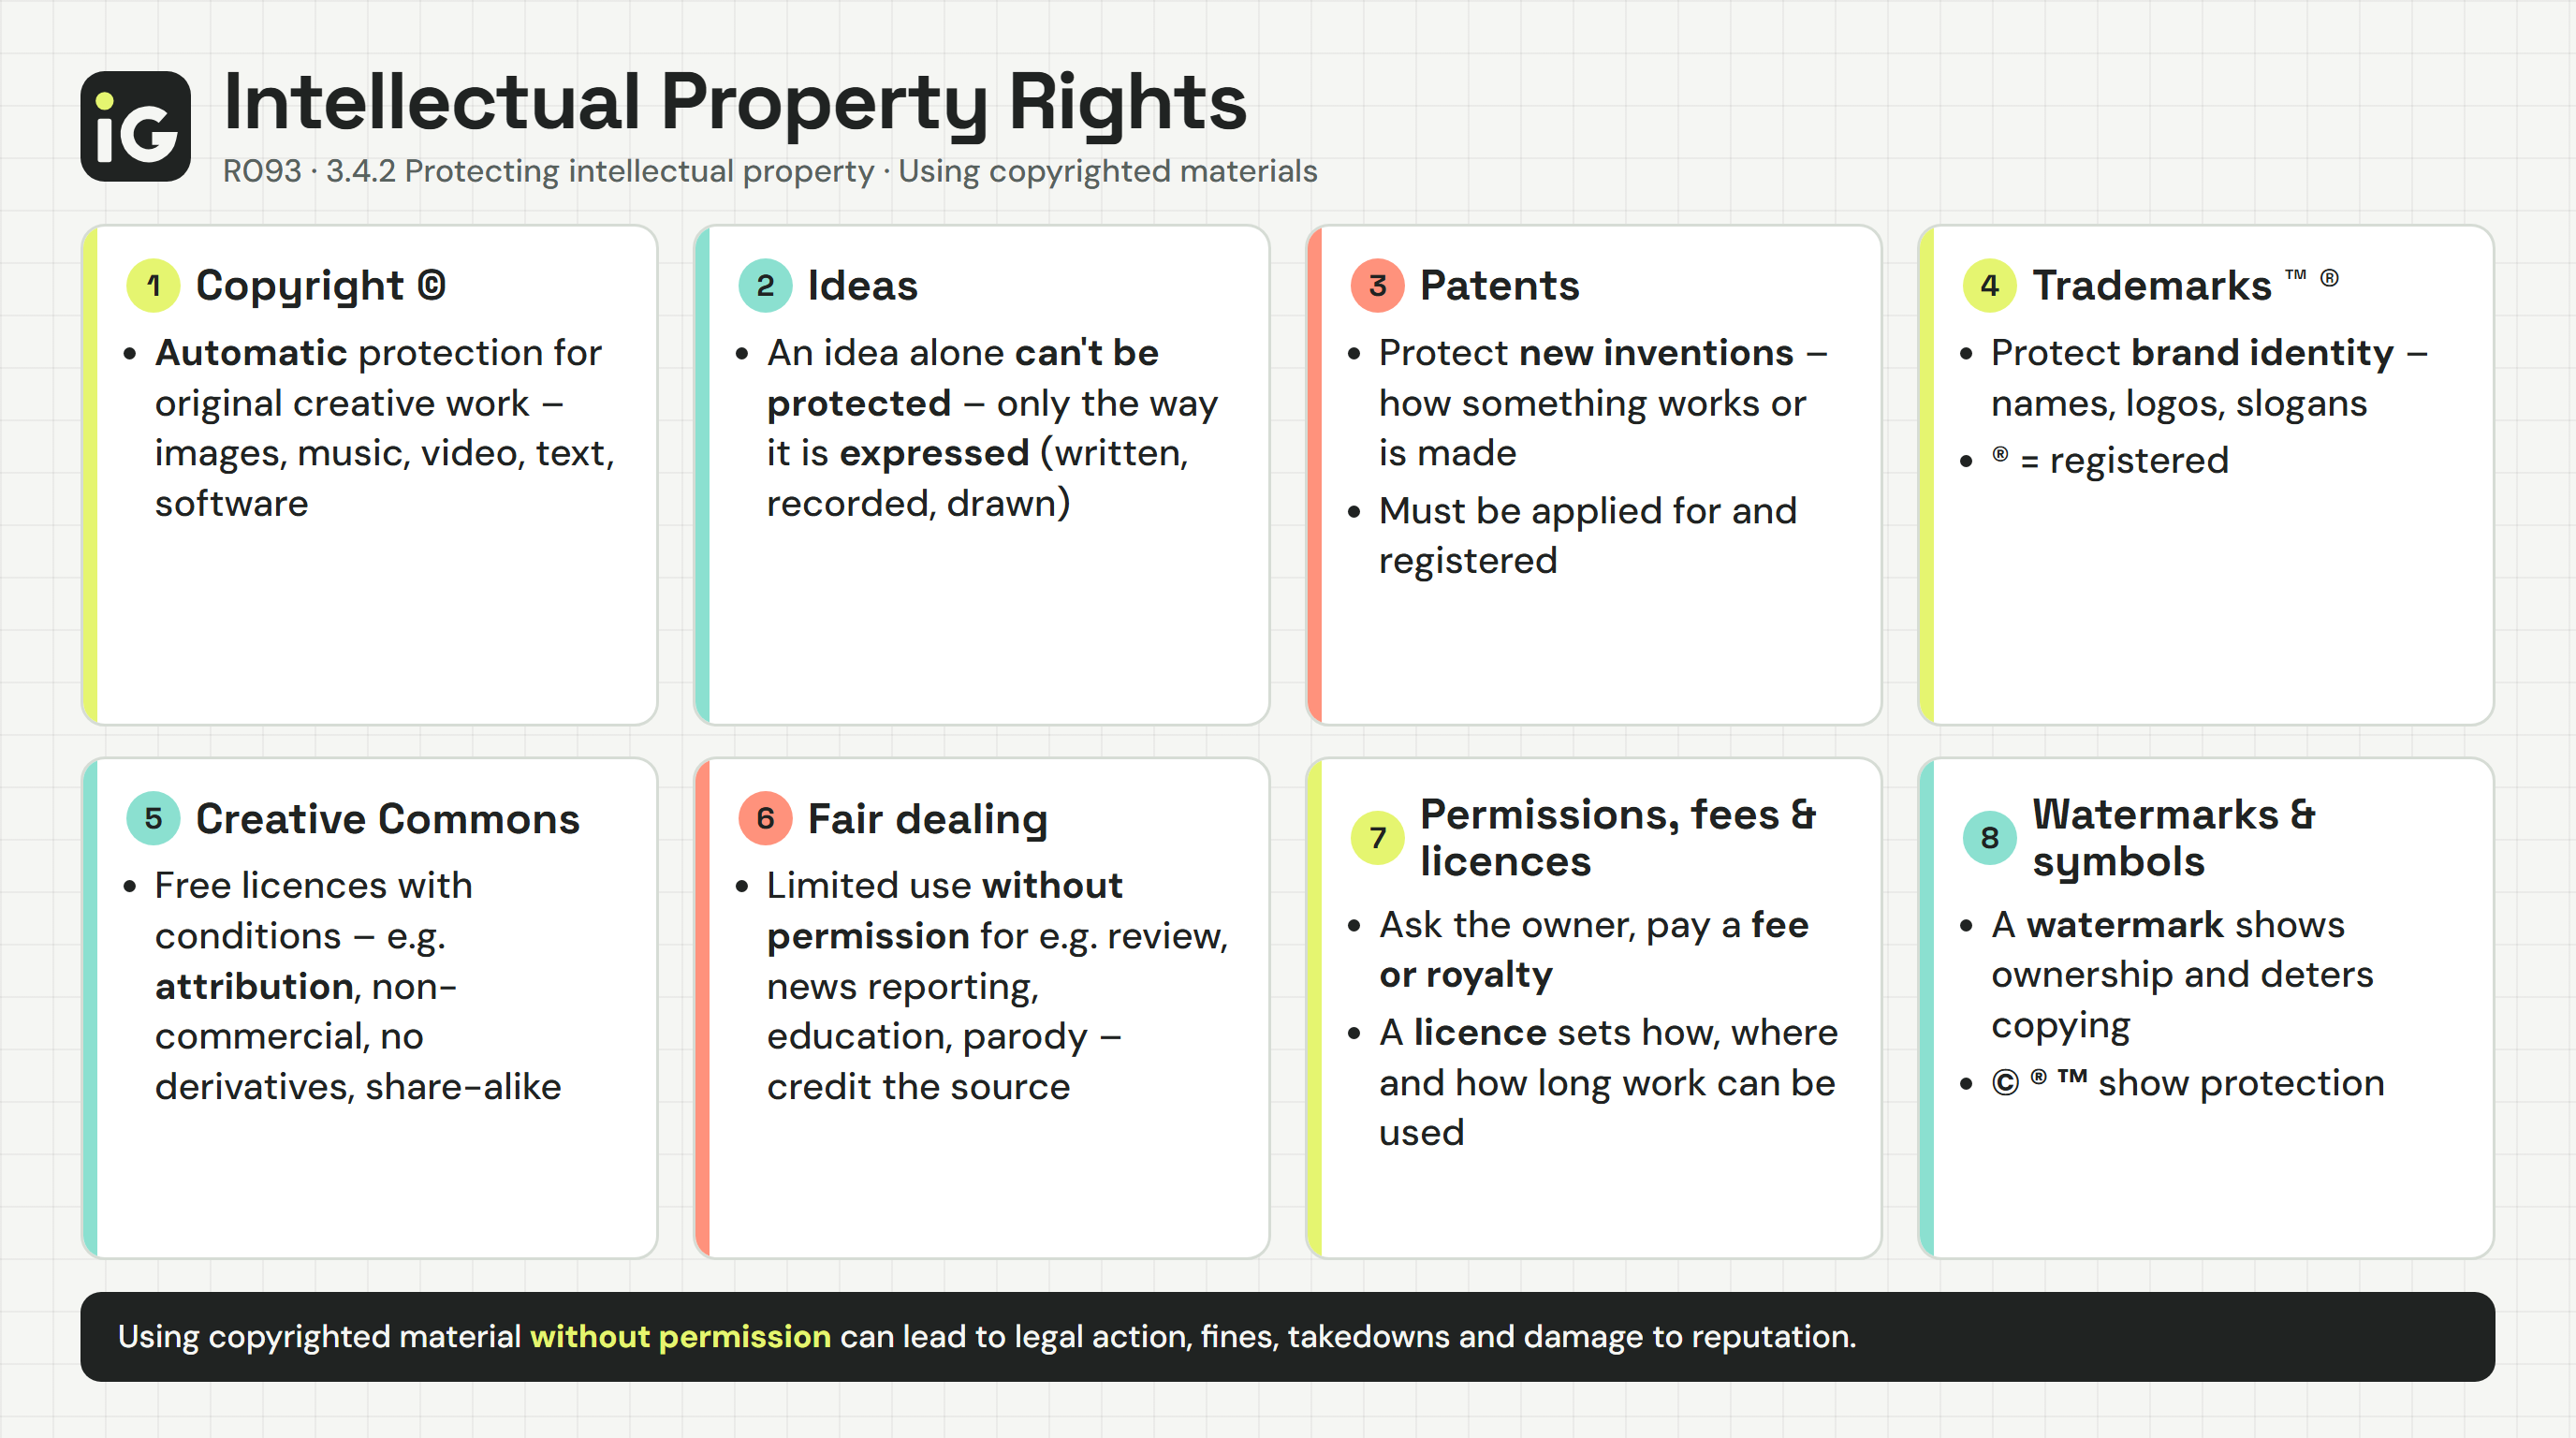 iG
Intellectual Property Rights
R093 · 3.4.2 Protecting intellectual property · Using copyrighted materials
1 Copyright ©
• Automatic protection for
original creative work –
images, music, video, text,
software
2 Ideas
• An idea alone can't be
protected – only the way
it is expressed (written,
recorded, drawn)
3 Patents
• Protect new inventions –
how something works or
is made
• Must be applied for and
registered
4 Trademarks ™ ®
• Protect brand identity –
names, logos, slogans
• ® = registered
5 Creative Commons
• Free licences with
conditions – e.g.
attribution, non-
commercial, no
derivatives, share-alike
6 Fair dealing
• Limited use without
permission for e.g. review,
news reporting,
education, parody –
credit the source
7 Permissions, fees &
licences
• Ask the owner, pay a fee
or royalty
• A licence sets how, where
and how long work can be
used
8 Watermarks &
symbols
• A watermark shows
ownership and deters
copying
• © ® ™ show protection
Using copyrighted material without permission can lead to legal action, fines, takedowns and damage to reputation.